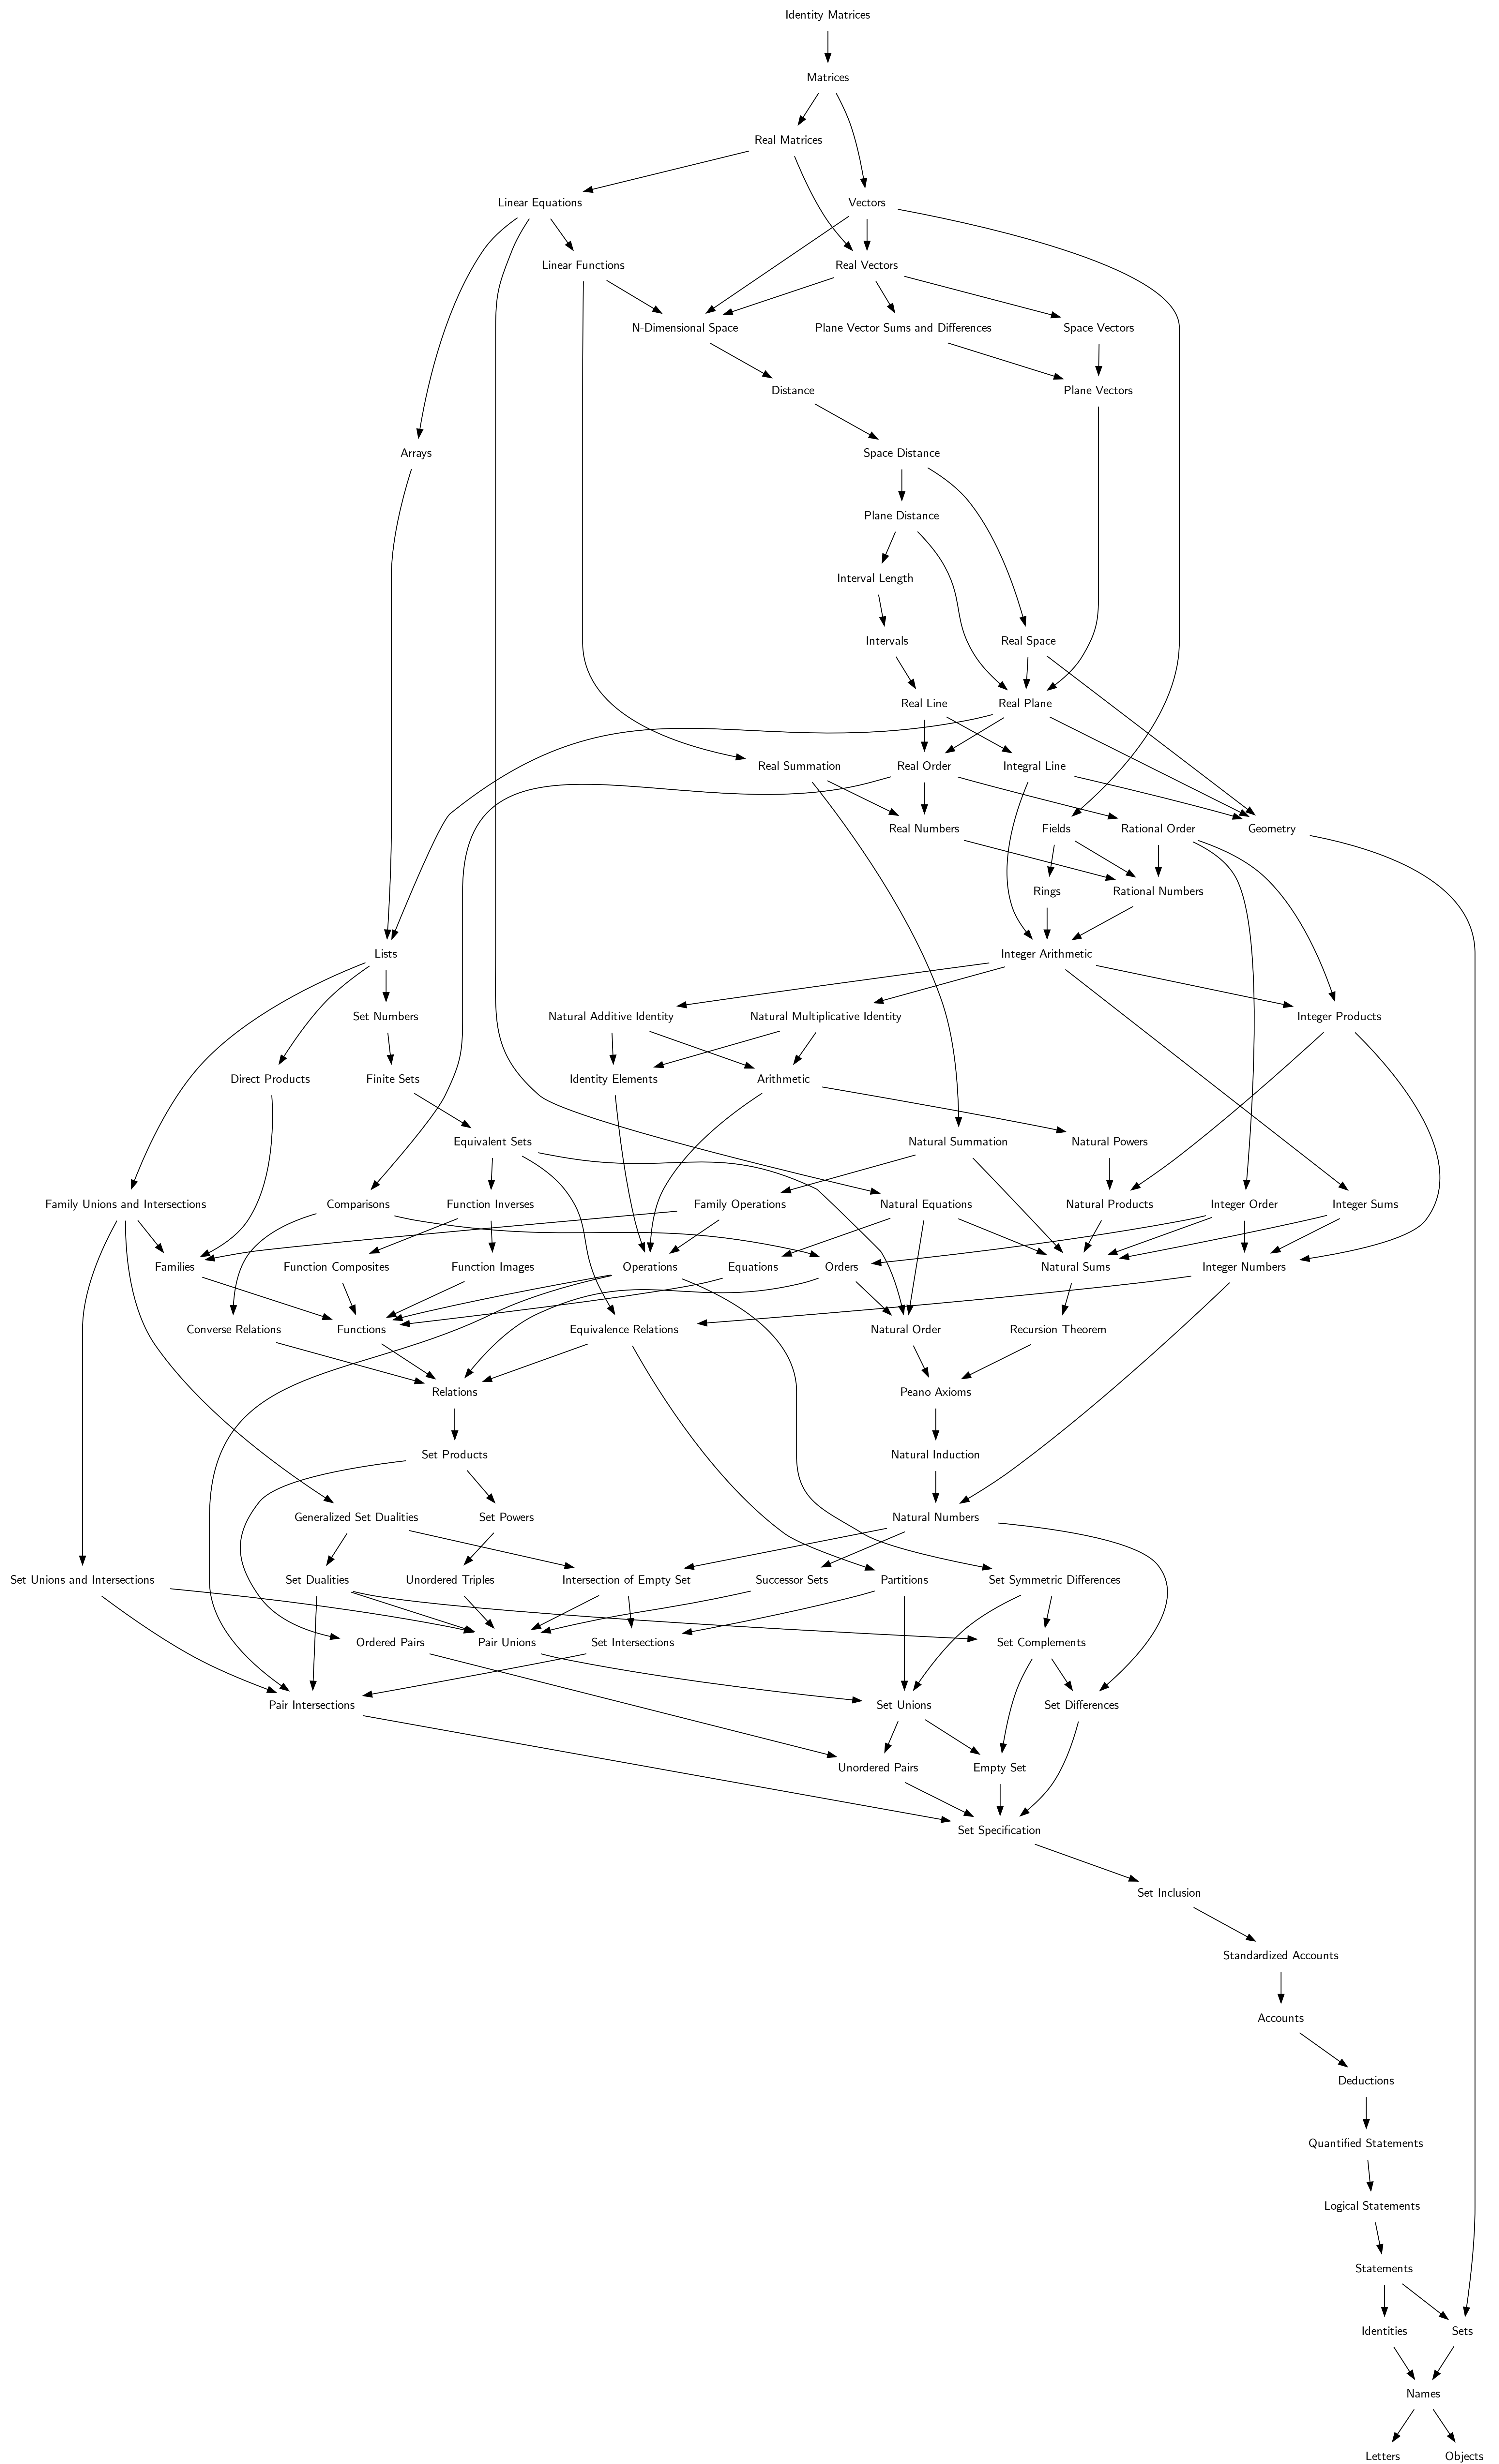 Identity Matrices
Matrices
Real Matrices
Linear Equations
Vectors
Linear Functions
Real Vectors
N-Dimensional Space
Plane Vector Sums and Differences
Space Vectors
Distance
Plane Vectors
Arrays
Space Distance
Plane Distance
Interval Length
Intervals
Real Space
Real Line
Real Plane
Real Summation
Real Order
Integral Line
Real Numbers
Fields
Rational Order
Geometry
Rings
Rational Numbers
Lists
Integer Arithmetic
Set Numbers
Natural Additive Identity
Natural Multiplicative Identity
Integer Products
Direct Products
Finite Sets
Identity Elements
Arithmetic
Equivalent Sets
Natural Summation
Natural Powers
Family Unions and Intersections
Comparisons
Function Inverses
Family Operations
Natural Equations
Natural Products
Integer Order
Integer Sums
Families
Function Composites
Function Images
Operations
Equations
Orders
Natural Sums
Integer Numbers
Converse Relations
Functions
Equivalence Relations
Natural Order
Recursion Theorem
Relations
Peano Axioms
Set Products
Natural Induction
Generalized Set Dualities
Set Powers
Natural Numbers
Set Unions and Intersections
Set Dualities
Unordered Triples
Intersection of Empty Set
Successor Sets
Partitions
Set Symmetric Differences
Ordered Pairs
Pair Unions
Set Intersections
Set Complements
Pair Intersections
Set Unions
Set Differences
Unordered Pairs
Empty Set
Set Specification
Set Inclusion
Standardized Accounts
Accounts
Deductions
Quantified Statements
Logical Statements
Statements
Identities
Sets
Names
Letters
Objects